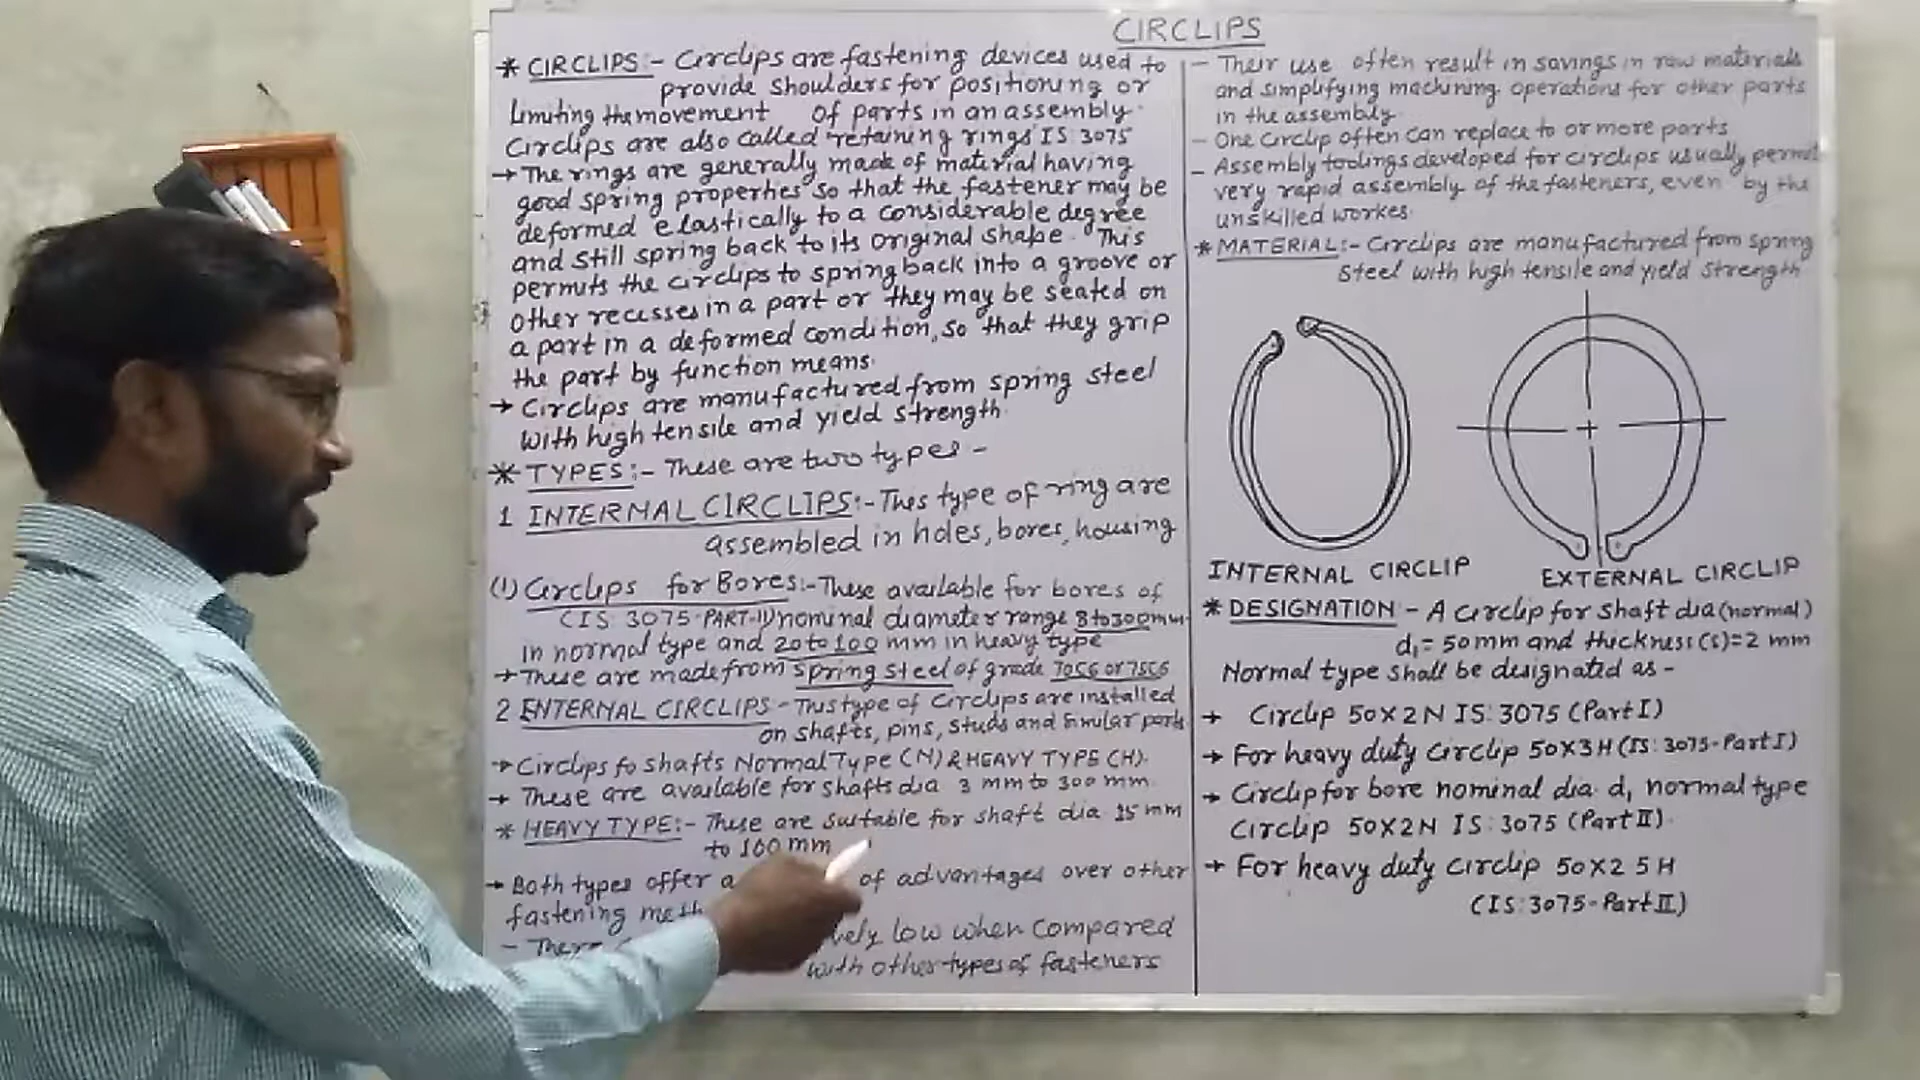 CIRCLIPS
* CIRCLIPS:- Circlips are fastening devices used to
provide shoulders for positioning or
Limiting the movement of parts in an assembly.
Circlips are also called "retaining rings" IS:3075
→ The rings are generally made of material having
good spring properties so that the fastener may be
deformed elastically to a considerable degree
and still spring back to its original shape. This
permits the circlips to spring back into a groove or
other recesses in a part or they may be seated on
a part in a deformed condition, so that they grip
the part by function means.
→ Circlips are manufactured from spring steel
with high tensile and yield strength.
* TYPES:- These are two types -
1 INTERNAL CIRCLIPS:- This type of ring are
assembled in holes, bores, housing
(1) Circlips for Bores:- These available for bores of
(IS 3075-PART-II) nominal diameter range 8 to 300mm
in normal type and 20 to 100 mm in heavy type
→ These are made from spring steel of grade 70C6 or 75C6
2 ENTERNAL CIRCLIPS - This type of Circlips are installed
on shafts, pins, studs and similar parts
→ Circlips fo shafts Normal Type (N) & HEAVY TYPE (H).
→ These are available for shafts dia 3 mm to 300 mm.
* HEAVY TYPE:- These are suitable for shaft dia 15 mm
to 100 mm
→ Both types offer a of advantages over other
fastening meth
- There vely low when compared
with other types of fasteners
- Their use often result in savings in raw materials
and simplifying machining operations for other parts
in the assembly.
- One circlip often can replace to or more parts
- Assembly toolings developed for circlips usually permit
very rapid assembly of the fasteners, even by the
unskilled workes.
* MATERIAL:- Circlips are manufactured from spring
steel with high tensile and yield strength
INTERNAL CIRCLIP
EXTERNAL CIRCLIP
* DESIGNATION - A circlip for shaft dia (normal)
d₁ = 50 mm and thickness (s) = 2 mm
Normal type shall be designated as -
→ Circlip 50X2N IS:3075 (Part I)
→ For heavy duty circlip 50X3H (IS:3075-Part I)
→ Circlip for bore nominal dia d₁ normal type
Circlip 50X2N IS:3075 (Part II).
→ For heavy duty circlip 50X2 5H
(IS:3075-Part II)